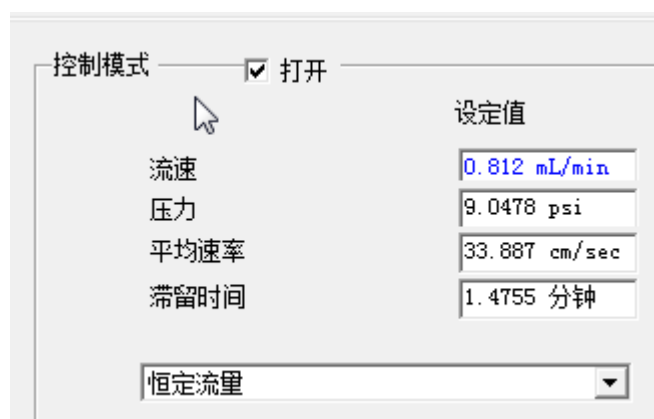 控制模式 打开
设定值
流速 0.812 mL/min
压力 9.0478 psi
平均速率 33.887 cm/sec
滞留时间 1.4755 分钟
恒定流量